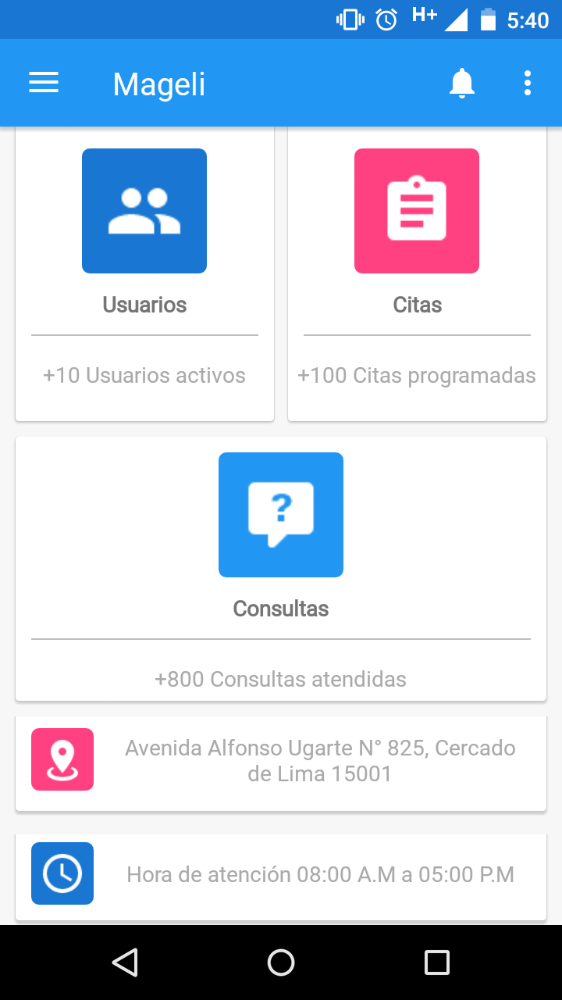 H+ 5:40
Mageli
Usuarios
+10 Usuarios activos
Citas
+100 Citas programadas
?
Consultas
+800 Consultas atendidas
Avenida Alfonso Ugarte N° 825, Cercado
de Lima 15001
Hora de atención 08:00 A.M a 05:00 P.M